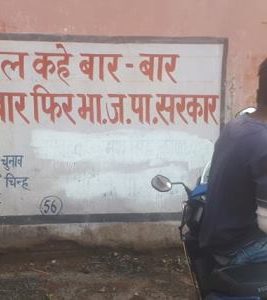 ल कहे बार - बार
बार फिर भा.ज.पा. सरकार
चुनाव
चिन्ह
56